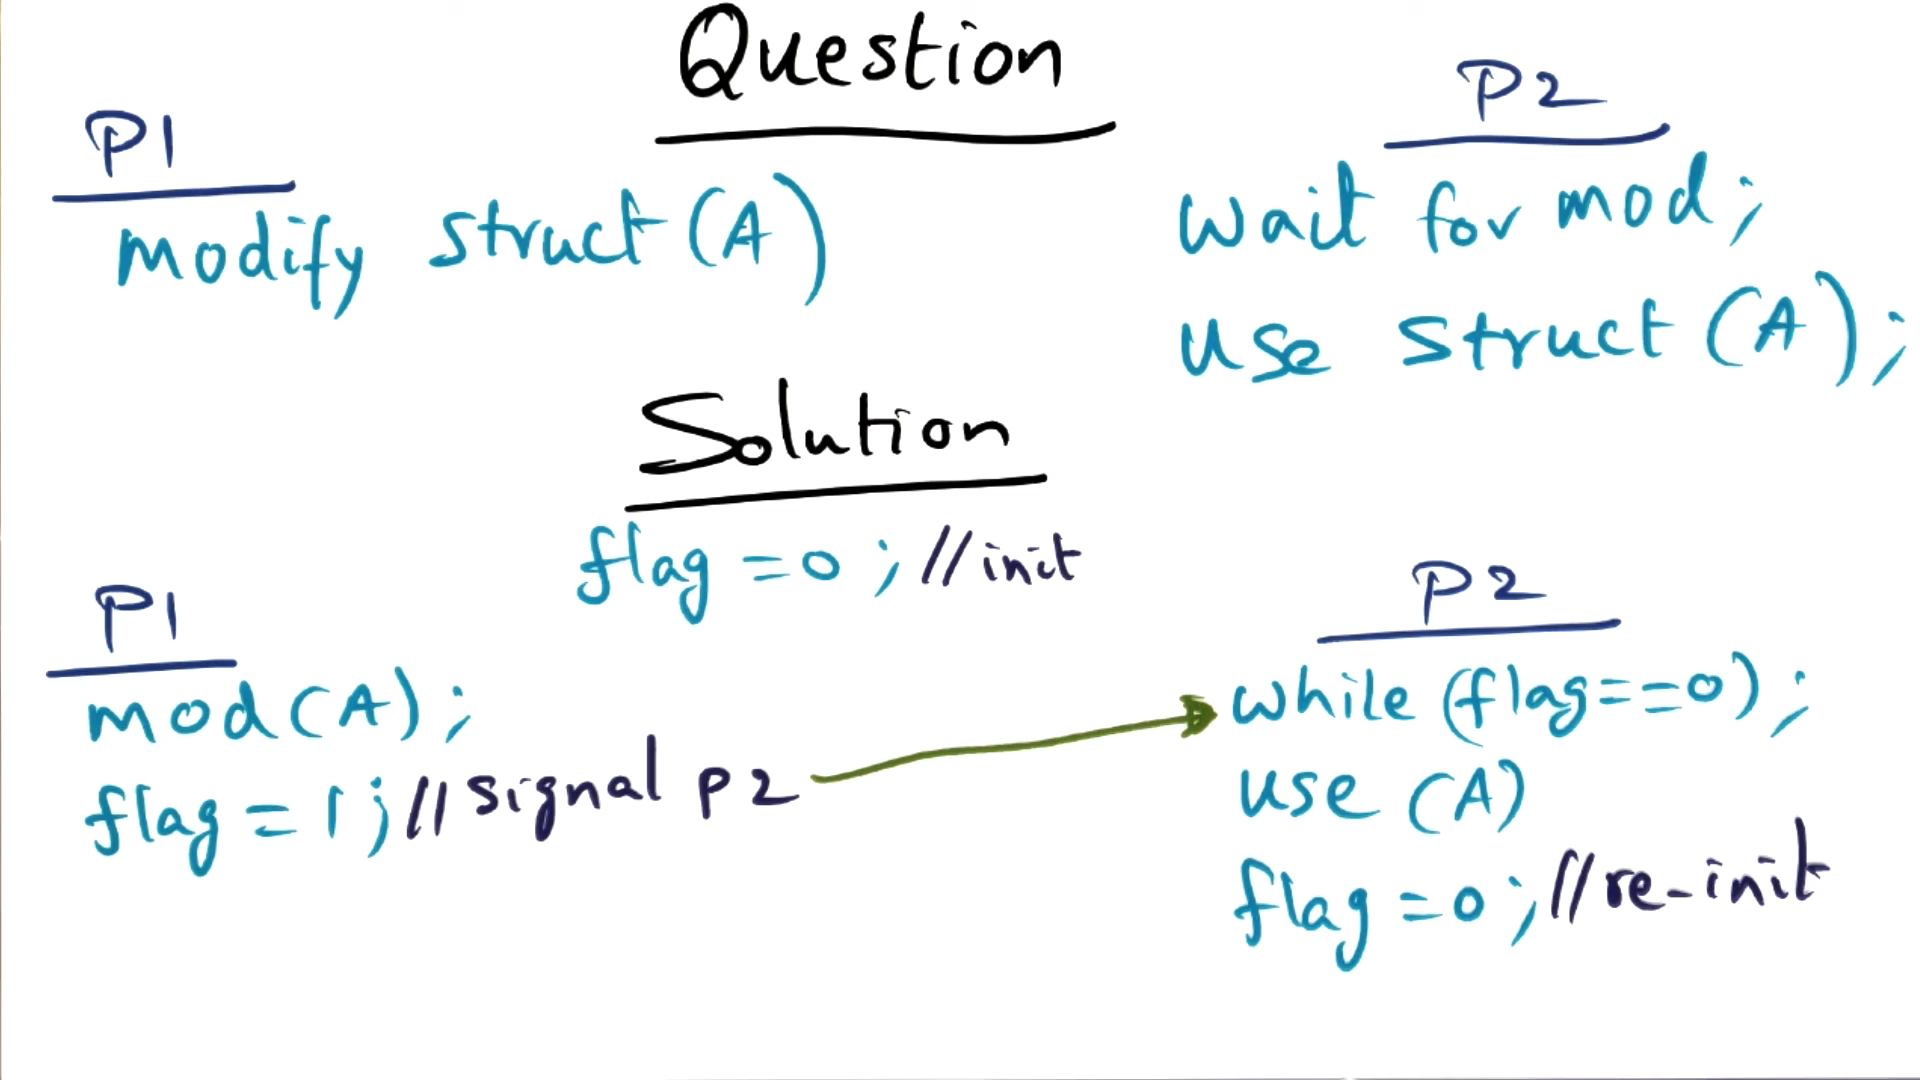 Question
P1
modify struct (A)
P2
wait for mod;
use struct (A);
Solution
flag = 0; //init
P1
mod (A);
flag = 1; // signal P2
P2
while (flag==0);
use (A)
flag = 0; //re-init